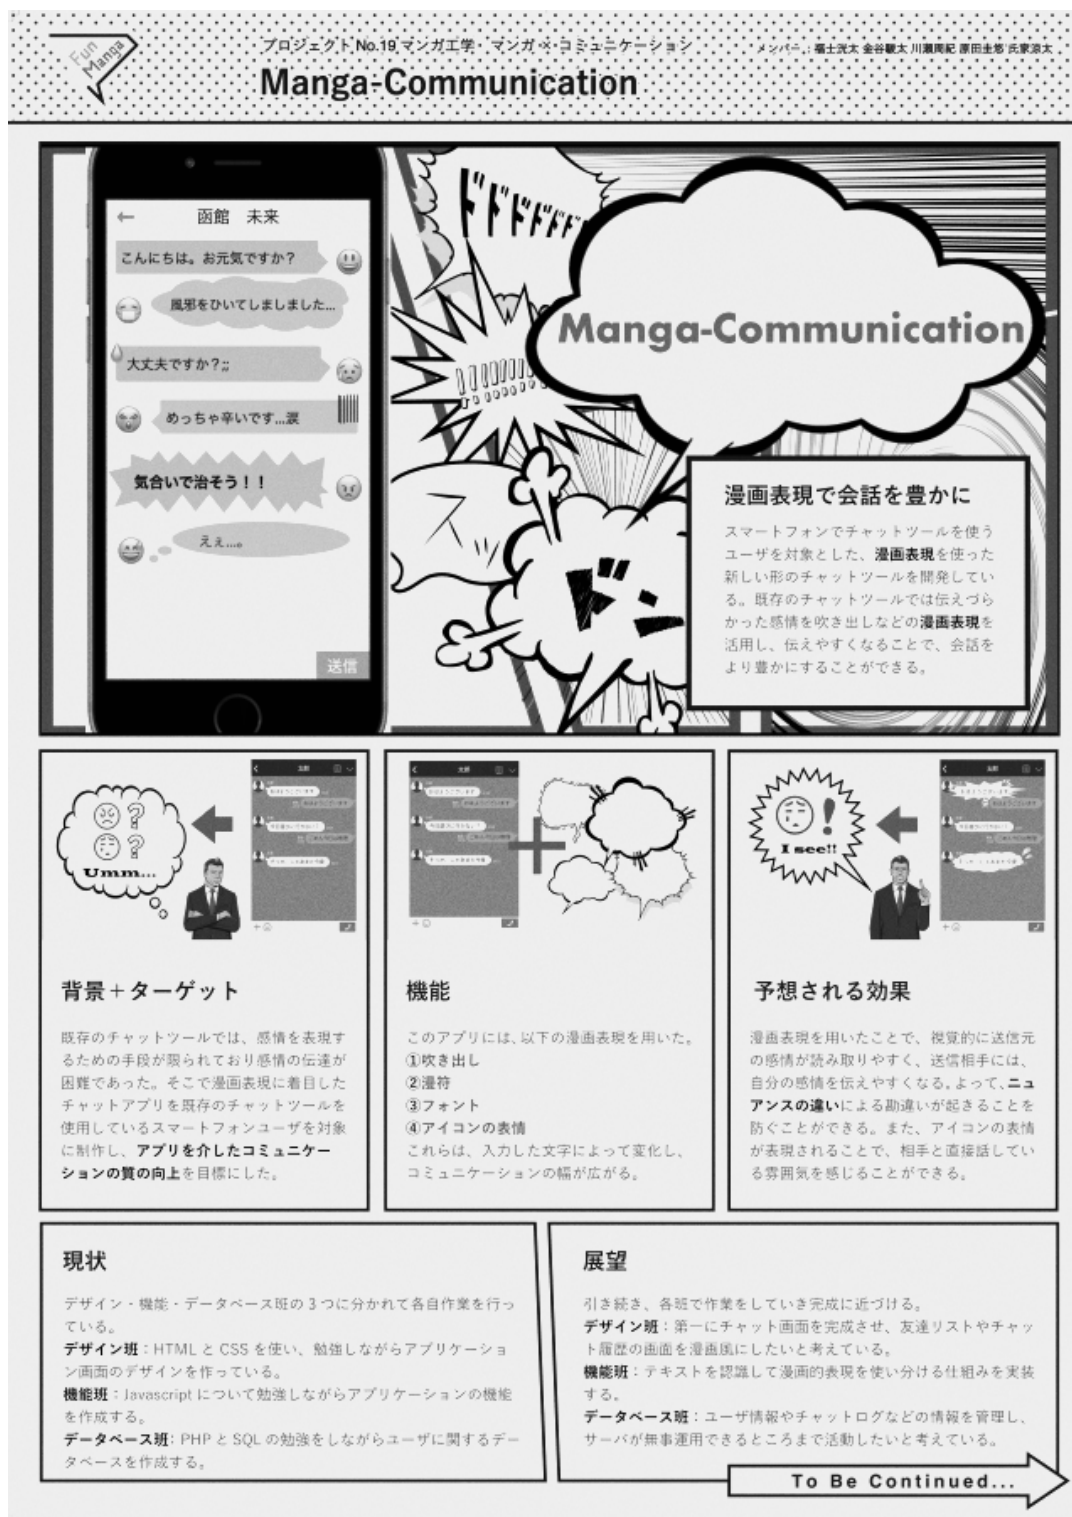 Fun
Manga
プロジェクト No.19 マンガ工学 マンガ × コミュニケーション
Manga-Communication
メンバー：福士洸太 金谷駿太 川瀬周紀 原田圭悠 氏家涼太
函館 未来
こんにちは。お元気ですか？
風邪をひいてしましました...
大丈夫ですか？;;
めっちゃ辛いです...涙
気合いで治そう！！
ええ...。
送信
ドドドドドド
Manga-Communication
漫画表現で会話を豊かに
スマートフォンでチャットツールを使う
ユーザを対象とした、漫画表現を使った
新しい形のチャットツールを開発してい
る。既存のチャットツールでは伝えづら
かった感情を吹き出しなどの漫画表現を
活用し、伝えやすくなることで、会話を
より豊かにすることができる。
Umm...
背景＋ターゲット
既存のチャットツールでは、感情を表現す
るための手段が限られており感情の伝達が
困難であった。そこで漫画表現に着目した
チャットアプリを既存のチャットツールを
使用しているスマートフォンユーザを対象
に制作し、アプリを介したコミュニケー
ションの質の向上を目標にした。
機能
このアプリには、以下の漫画表現を用いた。
①吹き出し
②漫符
③フォント
④アイコンの表情
これらは、入力した文字によって変化し、
コミュニケーションの幅が広がる。
I see!!
予想される効果
漫画表現を用いたことで、視覚的に送信元
の感情が読み取りやすく、送信相手には、
自分の感情を伝えやすくなる。よって、ニュ
アンスの違いによる勘違いが起きることを
防ぐことができる。また、アイコンの表情
が表現されることで、相手と直接話してい
る雰囲気を感じることができる。
現状
デザイン・機能・データベース班の３つに分かれて各自作業を行っ
ている。
デザイン班：HTML と CSS を使い、勉強しながらアプリケーショ
ン画面のデザインを作っている。
機能班：Javascript について勉強しながらアプリケーションの機能
を作成する。
データベース班: PHP と SQL の勉強をしながらユーザに関するデー
タベースを作成する。
展望
引き続き、各班で作業をしていき完成に近づける。
デザイン班：第一にチャット画面を完成させ、友達リストやチャッ
ト履歴の画面を漫画風にしたいと考えている。
機能班：テキストを認識して漫画的表現を使い分ける仕組みを実装
する。
データベース班：ユーザ情報やチャットログなどの情報を管理し、
サーバが無事運用できるところまで活動したいと考えている。
To Be Continued...